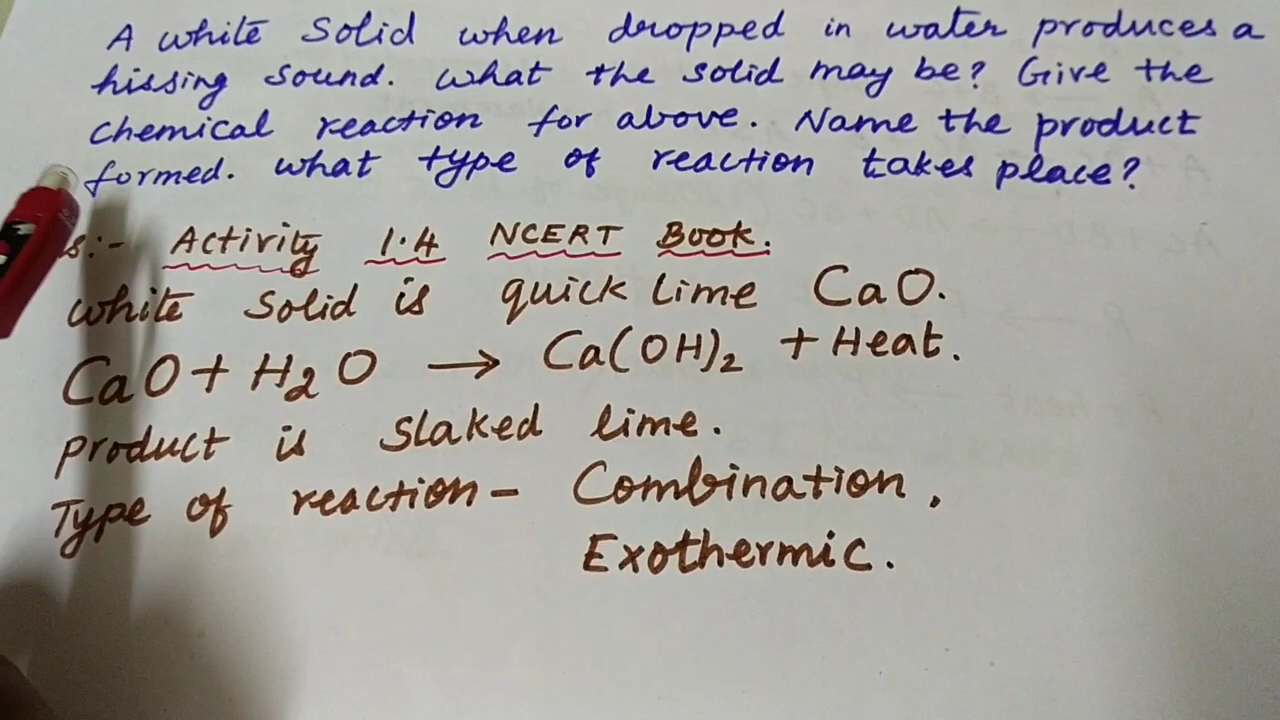 A white Solid when dropped in water produces a
hissing sound. what the solid may be? Give the
chemical reaction for above. Name the product
formed. what type of reaction takes place?
s:- Activity 1.4 NCERT Book.
white Solid is quick lime CaO.
CaO + H₂O → Ca(OH)₂ + Heat.
product is slaked lime.
Type of reaction - Combination,
Exothermic.